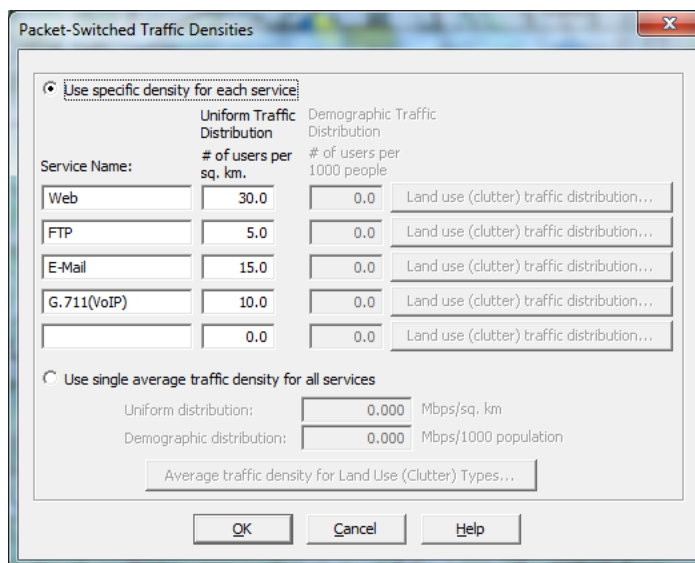 Packet-Switched Traffic Densities
Use specific density for each service
Uniform Traffic Distribution
Demographic Traffic Distribution
Service Name:
# of users per sq. km.
# of users per 1000 people
Web 30.0 0.0 Land use (clutter) traffic distribution...
FTP 5.0 0.0 Land use (clutter) traffic distribution...
E-Mail 15.0 0.0 Land use (clutter) traffic distribution...
G.711(VoIP) 10.0 0.0 Land use (clutter) traffic distribution...
0.0 0.0 Land use (clutter) traffic distribution...
Use single average traffic density for all services
Uniform distribution: 0.000 Mbps/sq. km
Demographic distribution: 0.000 Mbps/1000 population
Average traffic density for Land Use (Clutter) Types...
OK Cancel Help